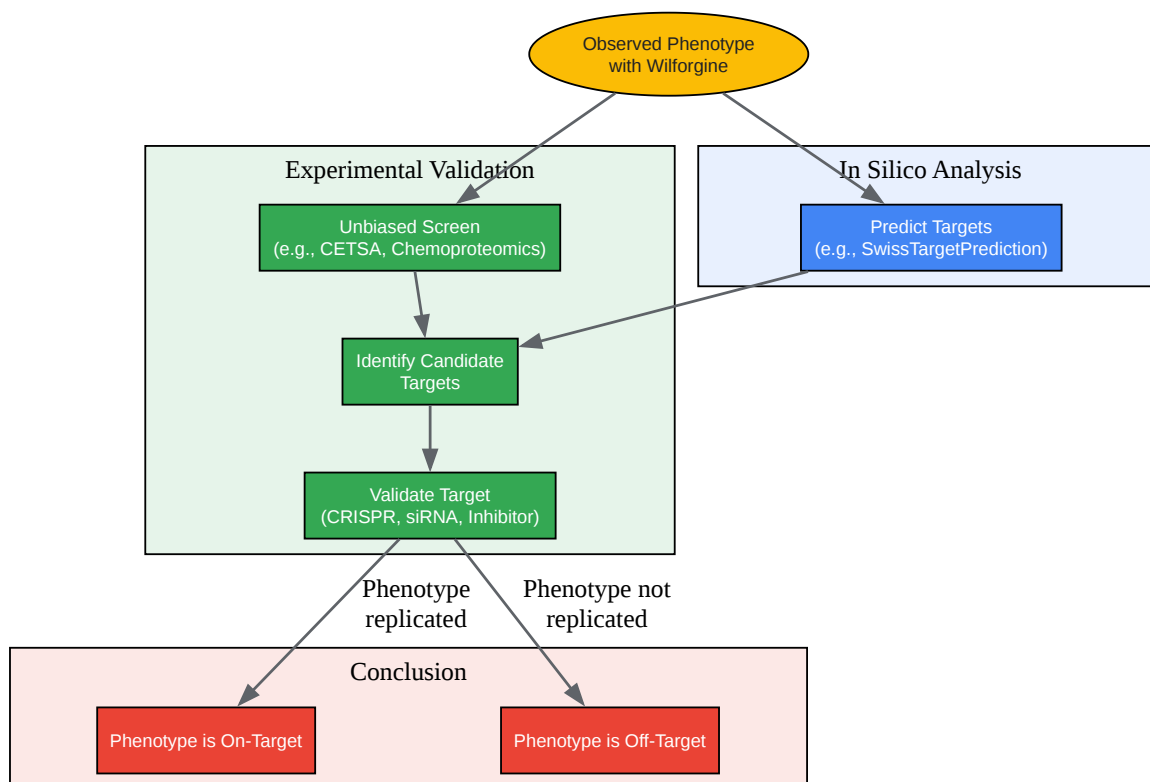 Observed Phenotype
with Wilforgine
Experimental Validation
In Silico Analysis
Unbiased Screen
(e.g., CETSA, Chemoproteomics)
Predict Targets
(e.g., SwissTargetPrediction)
Identify Candidate
Targets
Validate Target
(CRISPR, siRNA, Inhibitor)
Phenotype
replicated
Phenotype not
replicated
Conclusion
Phenotype is On-Target
Phenotype is Off-Target